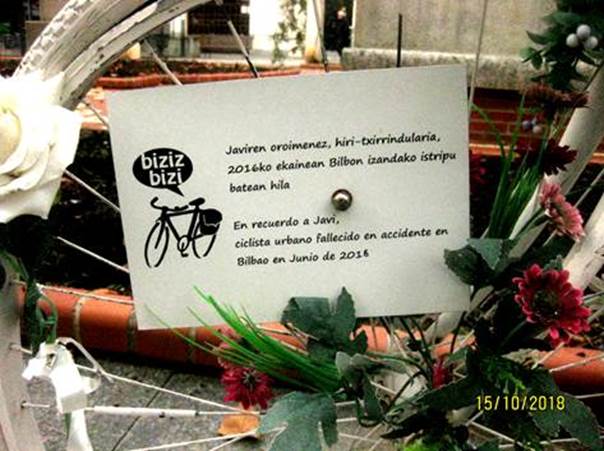 biziz
bizi
Javiren oroimenez, hiri-txirrindularia,
2016ko ekainean Bilbon izandako istripu
batean hila
En recuerdo a Javi,
ciclista urbano fallecido en accidente en
Bilbao en Junio de 2016
15/10/2018